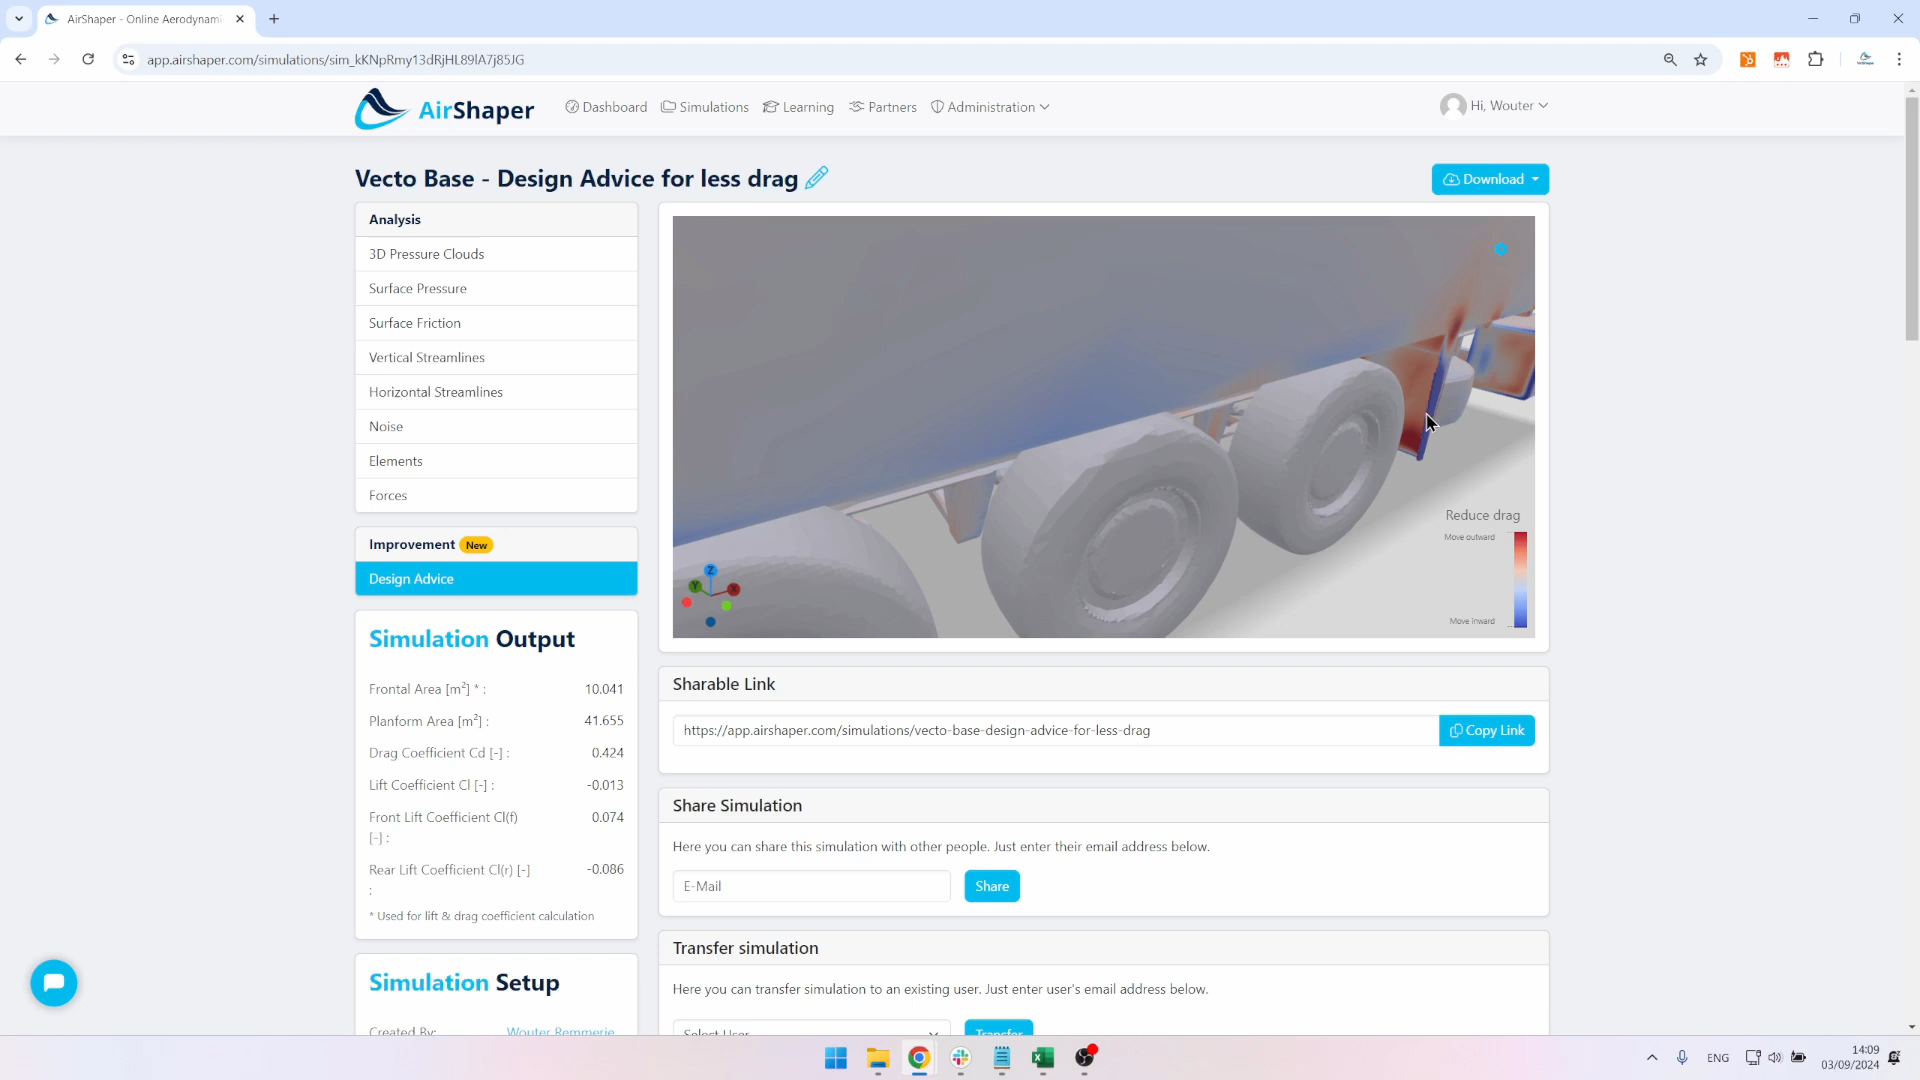 AirShaper - Online Aerodynami
app.airshaper.com/simulations/sim_kKNpRmy13dRjHL89IA7j85JG
AirShaper
Dashboard
Simulations
Learning
Partners
Administration
Hi, Wouter
Vecto Base - Design Advice for less drag
Download
Analysis
3D Pressure Clouds
Surface Pressure
Surface Friction
Vertical Streamlines
Horizontal Streamlines
Noise
Elements
Forces
Improvement New
Design Advice
Simulation Output
Frontal Area [m²] * : 10.041
Planform Area [m²] : 41.655
Drag Coefficient Cd [-] : 0.424
Lift Coefficient Cl [-] : -0.013
Front Lift Coefficient Cl(f) 0.074
[-] :
Rear Lift Coefficient Cl(r) [-] -0.086
:
* Used for lift & drag coefficient calculation
Simulation Setup
Created By: Wouter Remmerie
Reduce drag
Move outward
Move inward
Z
Y
X
Sharable Link
https://app.airshaper.com/simulations/vecto-base-design-advice-for-less-drag
Copy Link
Share Simulation
Here you can share this simulation with other people. Just enter their email address below.
E-Mail
Share
Transfer simulation
Here you can transfer simulation to an existing user. Just enter user's email address below.
Select User
Transfer
ENG
14:09
03/09/2024